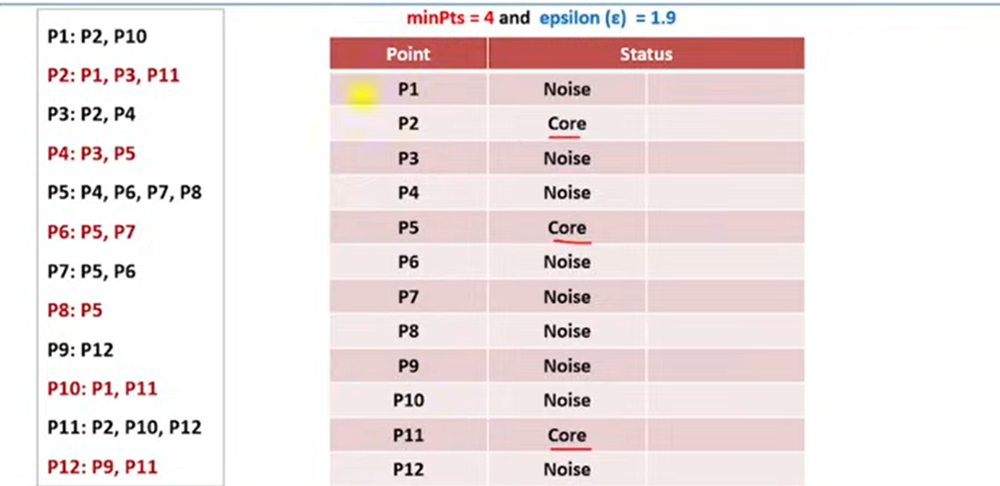 P1: P2, P10
P2: P1, P3, P11
P3: P2, P4
P4: P3, P5
P5: P4, P6, P7, P8
P6: P5, P7
P7: P5, P6
P8: P5
P9: P12
P10: P1, P11
P11: P2, P10, P12
P12: P9, P11
minPts = 4 and epsilon (ε) = 1.9
Point Status
P1 Noise
P2 Core
P3 Noise
P4 Noise
P5 Core
P6 Noise
P7 Noise
P8 Noise
P9 Noise
P10 Noise
P11 Core
P12 Noise